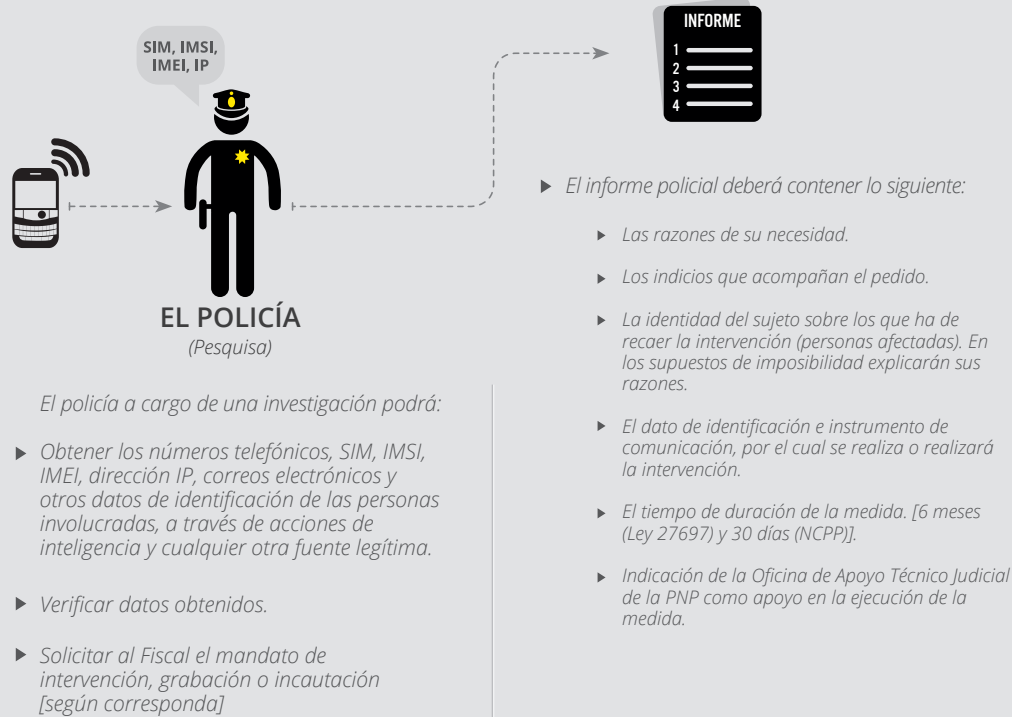 SIM, IMSI,
IMEI, IP
EL POLICÍA
(Pesquisa)
El policía a cargo de una investigación podrá:
Obtener los números telefónicos, SIM, IMSI,
IMEI, dirección IP, correos electrónicos y
otros datos de identificación de las personas
involucradas, a través de acciones de
inteligencia y cualquier otra fuente legítima.
Verificar datos obtenidos.
Solicitar al Fiscal el mandato de
intervención, grabación o incautación
[según corresponda]
INFORME
1
2
3
4
El informe policial deberá contener lo siguiente:
Las razones de su necesidad.
Los indicios que acompañan el pedido.
La identidad del sujeto sobre los que ha de
recaer la intervención (personas afectadas). En
los supuestos de imposibilidad explicarán sus
razones.
El dato de identificación e instrumento de
comunicación, por el cual se realiza o realizará
la intervención.
El tiempo de duración de la medida. [6 meses
(Ley 27697) y 30 días (NCPP)].
Indicación de la Oficina de Apoyo Técnico Judicial
de la PNP como apoyo en la ejecución de la
medida.